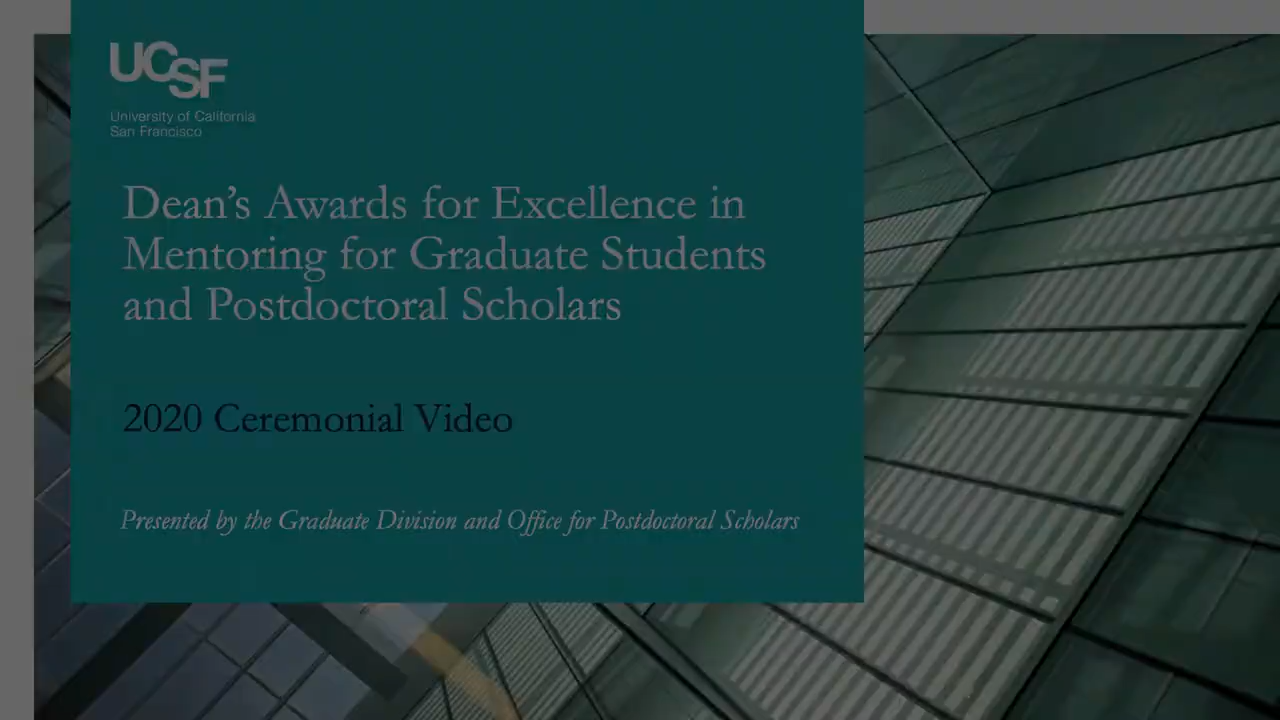 UCSF
University of California
San Francisco
Dean's Awards for Excellence in
Mentoring for Graduate Students
and Postdoctoral Scholars
2020 Ceremonial Video
Presented by the Graduate Division and Office for Postdoctoral Scholars